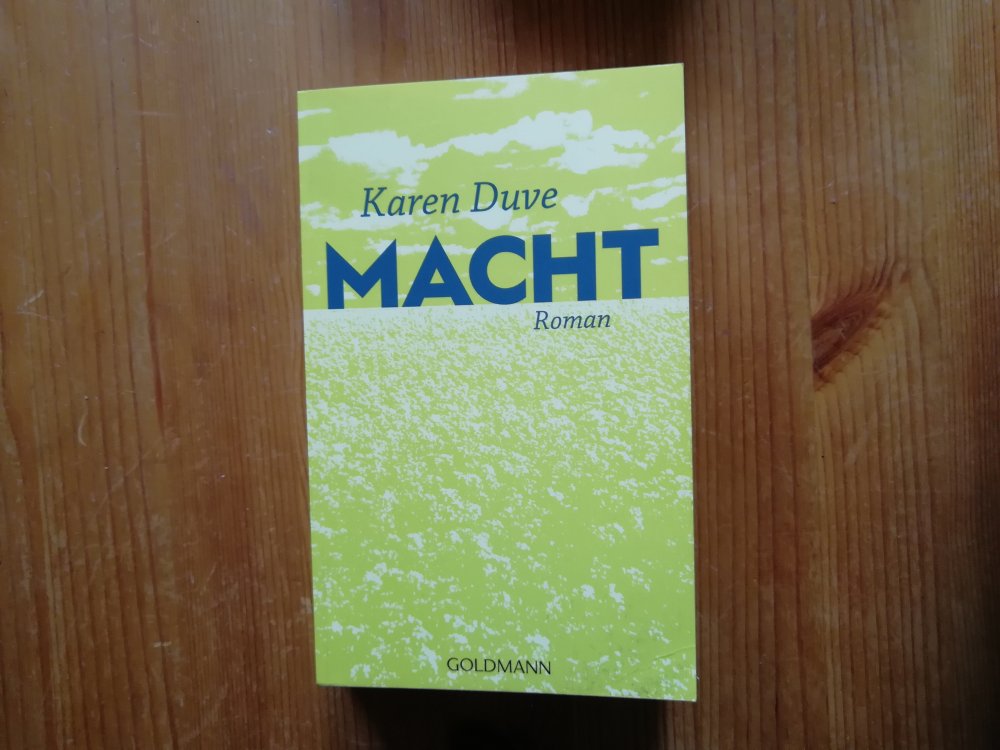 Karen Duve
MACHT
Roman
GOLDMANN